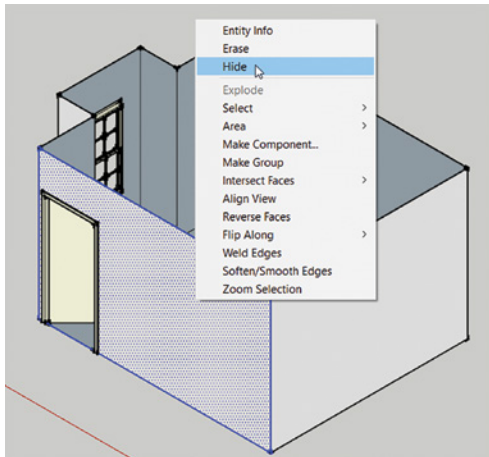 Entity Info
Erase
Hide
Explode
Select
Area
Make Component...
Make Group
Intersect Faces
Align View
Reverse Faces
Flip Along
Weld Edges
Soften/Smooth Edges
Zoom Selection